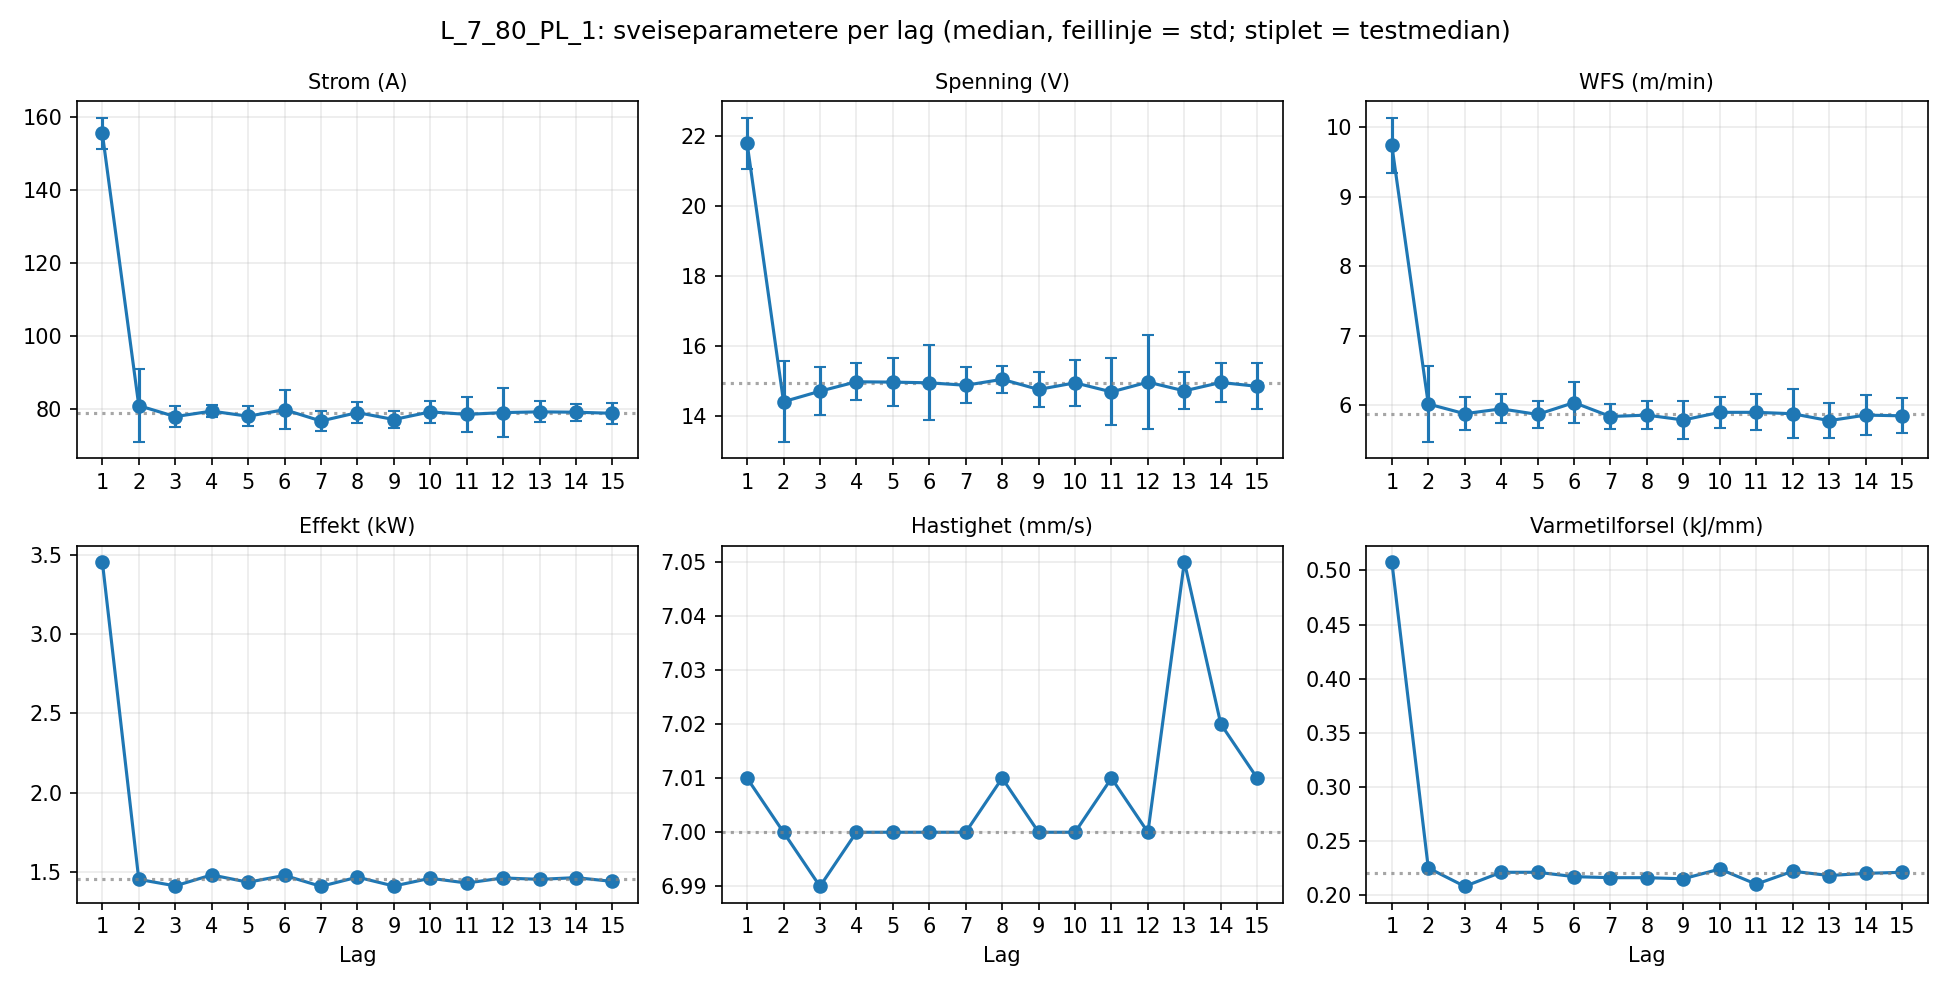 L_7_80_PL_1: sveiseparametere per lag (median, feillinje = std; stiplet = testmedian)
Strom (A)
160
140
120
100
80
1 2 3 4 5 6 7 8 9 10 11 12 13 14 15
Spenning (V)
22
20
18
16
14
1 2 3 4 5 6 7 8 9 10 11 12 13 14 15
WFS (m/min)
10
9
8
7
6
1 2 3 4 5 6 7 8 9 10 11 12 13 14 15
Effekt (kW)
3.5
3.0
2.5
2.0
1.5
1 2 3 4 5 6 7 8 9 10 11 12 13 14 15
Lag
Hastighet (mm/s)
7.05
7.04
7.03
7.02
7.01
7.00
6.99
1 2 3 4 5 6 7 8 9 10 11 12 13 14 15
Lag
Varmetilforsel (kJ/mm)
0.50
0.45
0.40
0.35
0.30
0.25
0.20
1 2 3 4 5 6 7 8 9 10 11 12 13 14 15
Lag